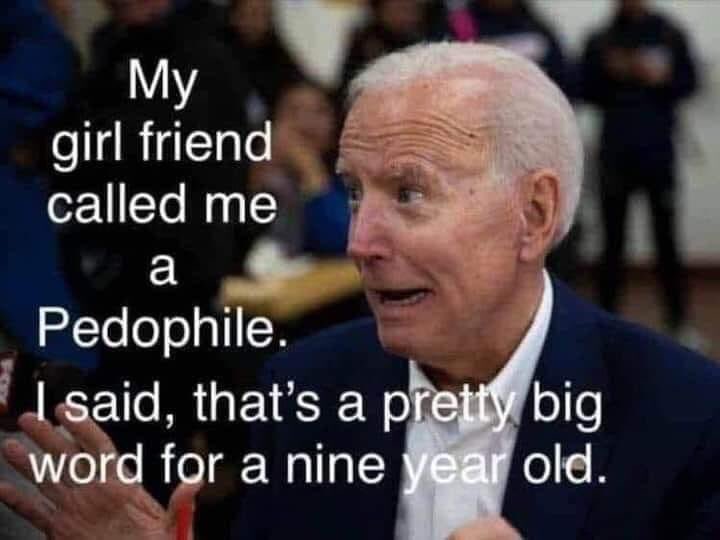 My
girl friend
called me
a
Pedophile.
I said, that's a pretty big
word for a nine year old.